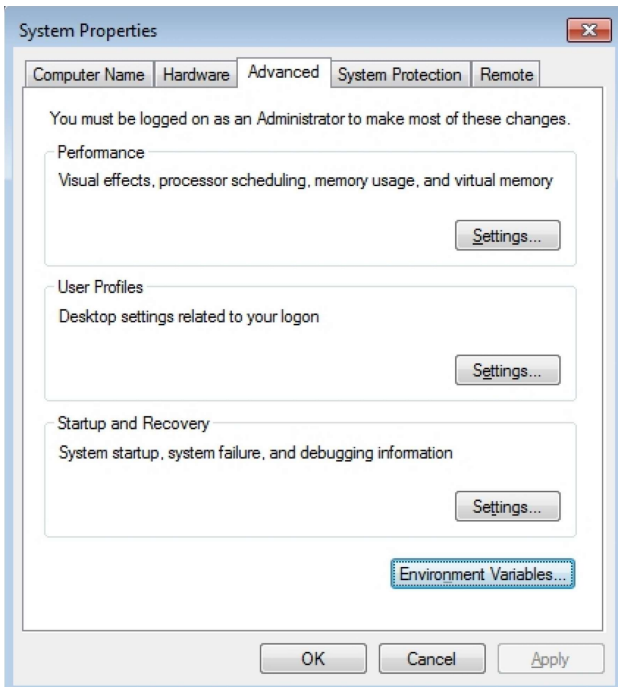 System Properties
Computer Name Hardware Advanced System Protection Remote
You must be logged on as an Administrator to make most of these changes.
Performance
Visual effects, processor scheduling, memory usage, and virtual memory
Settings...
User Profiles
Desktop settings related to your logon
Settings...
Startup and Recovery
System startup, system failure, and debugging information
Settings...
Environment Variables...
OK Cancel Apply